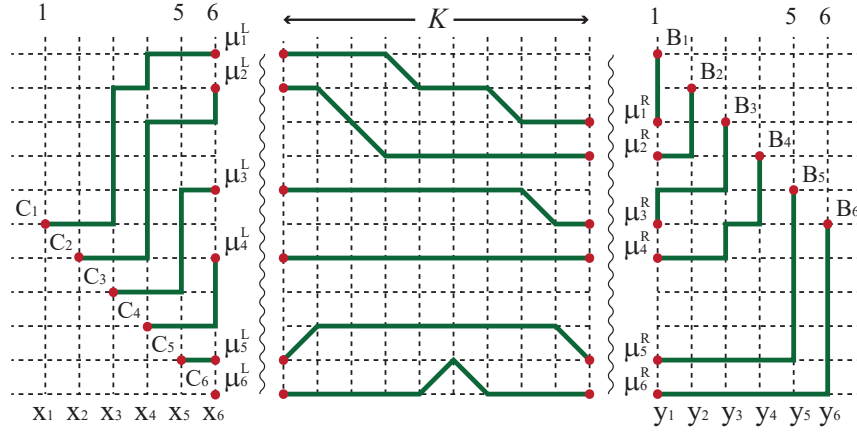 1 5 6 K 1 5 6
μ₁ᴸ B₁
μ₂ᴸ B₂
B₃
μ₁ᴿ
μ₂ᴿ B₄
μ₃ᴸ B₅
C₁ μ₃ᴿ B₆
C₂ μ₄ᴸ μ₄ᴿ
C₃
C₄
C₅ μ₅ᴸ μ₅ᴿ
C₆ μ₆ᴸ μ₆ᴿ
x₁ x₂ x₃ x₄ x₅ x₆ y₁ y₂ y₃ y₄ y₅ y₆